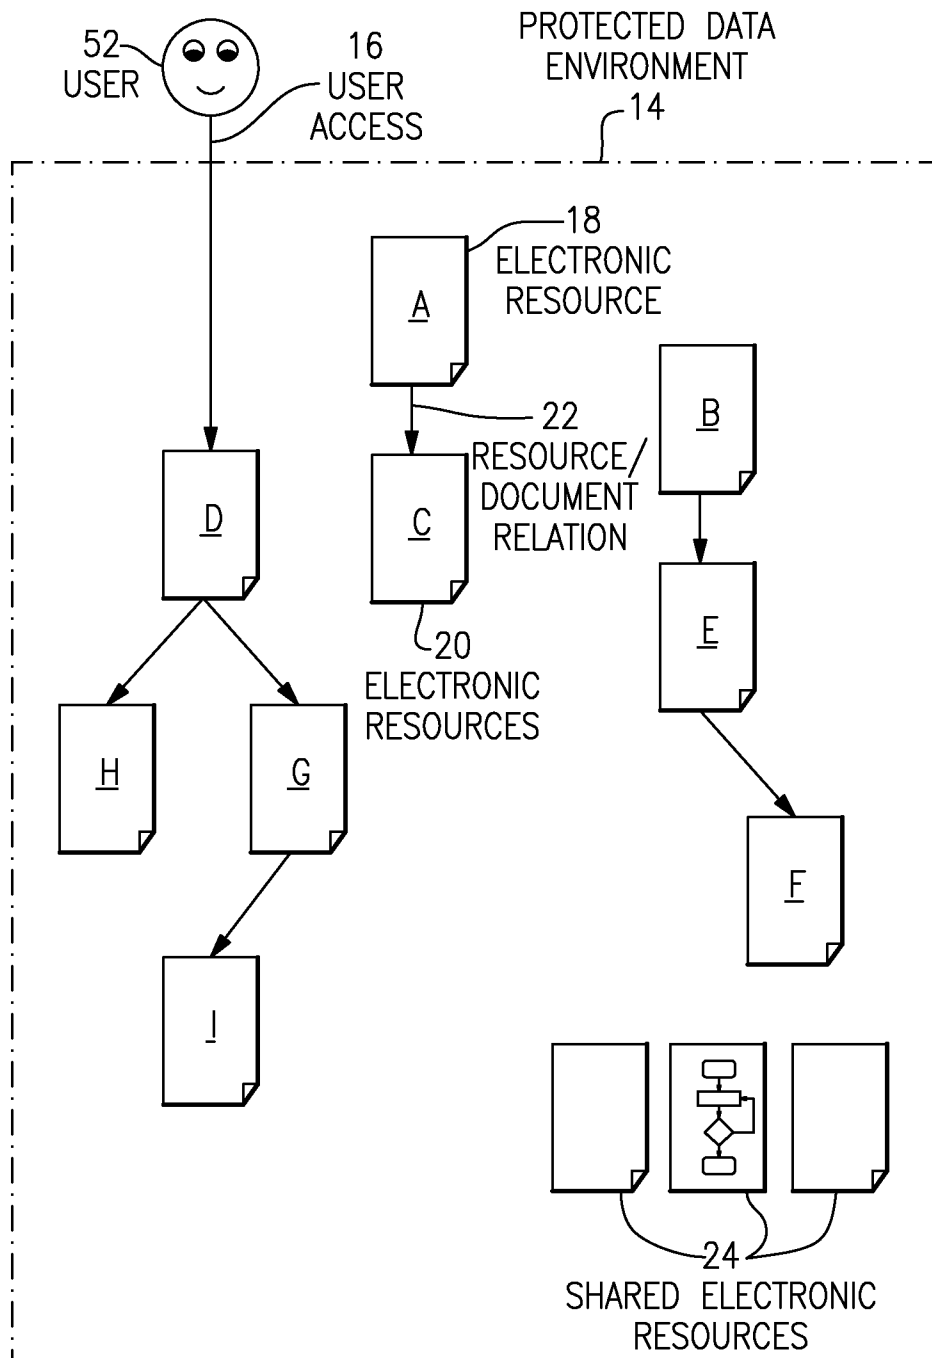 52
USER
16
USER
ACCESS
PROTECTED DATA
ENVIRONMENT
14
18
ELECTRONIC
RESOURCE
A
B
22
RESOURCE/
DOCUMENT
RELATION
D
C
E
20
ELECTRONIC
RESOURCES
H
G
F
I
24
SHARED ELECTRONIC
RESOURCES